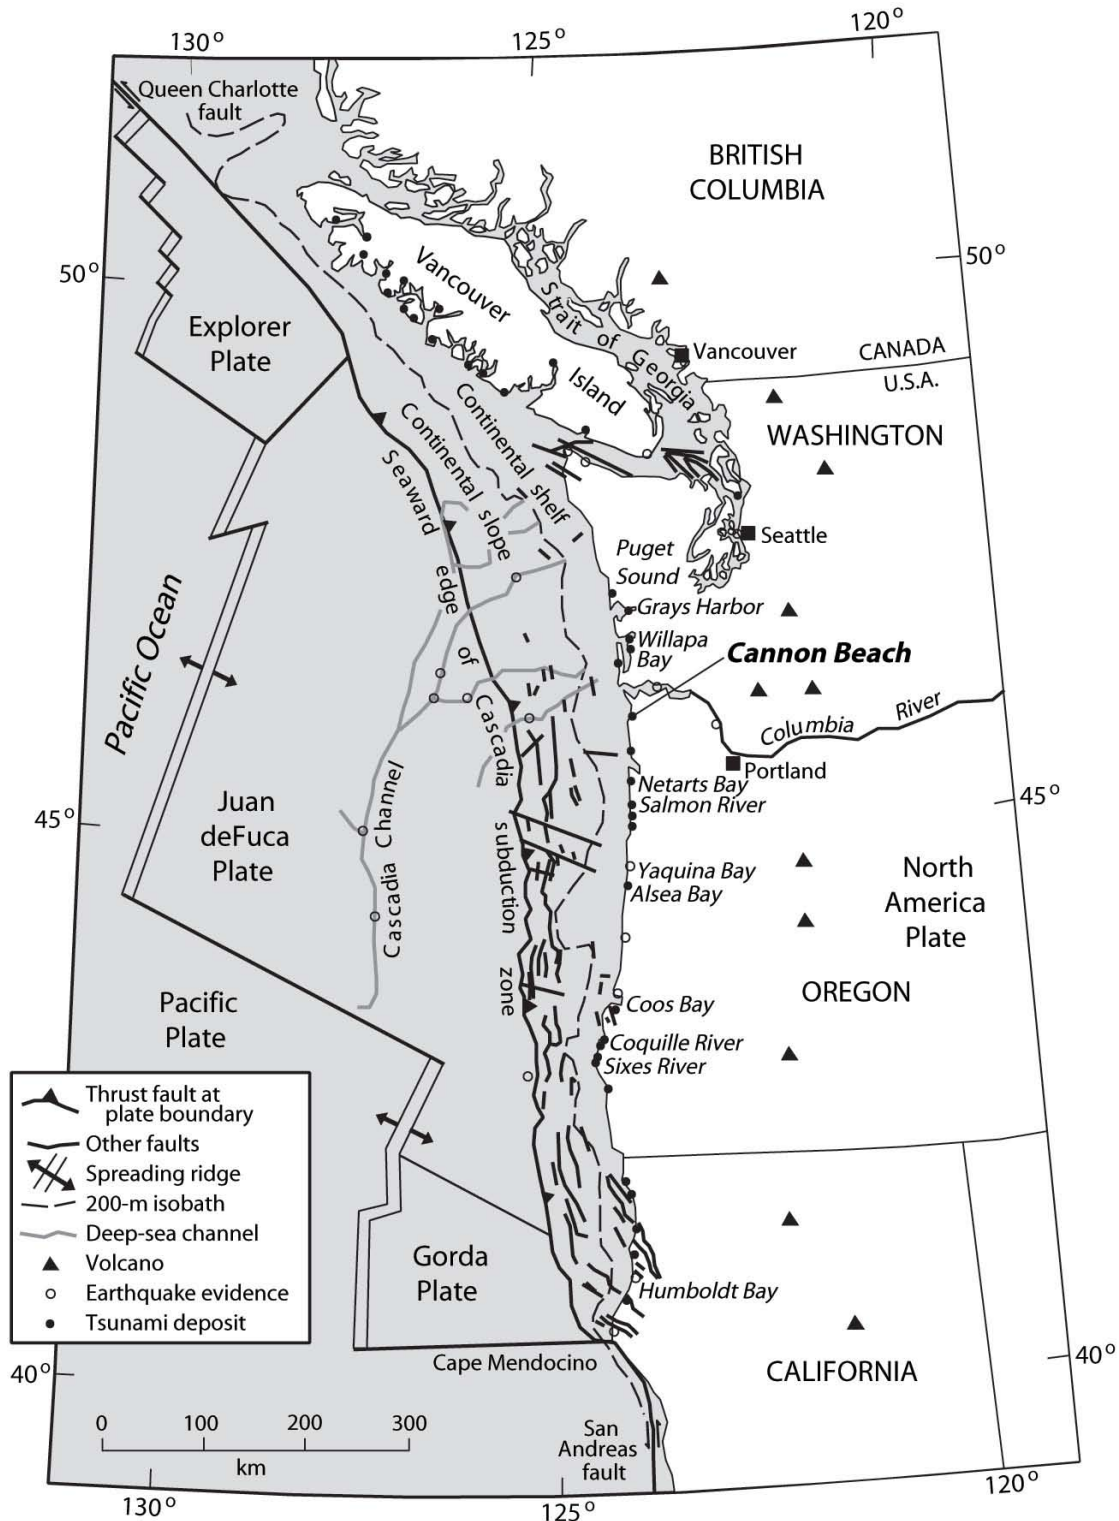 130°
125°
120°
Queen Charlotte
fault
BRITISH
COLUMBIA
50°
50°
Vancouver
Island
Strait of Georgia
Explorer
Plate
Vancouver
CANADA
U.S.A.
WASHINGTON
Continental shelf
Continental slope
Seaward edge of Cascadia subduction zone
Seattle
Puget
Sound
Grays Harbor
Willapa
Bay
Cannon Beach
Pacific Ocean
Columbia River
Portland
Netarts Bay
Salmon River
45°
45°
Juan
deFuca
Plate
Cascadia Channel
Yaquina Bay
Alsea Bay
North
America
Plate
OREGON
Pacific
Plate
Coos Bay
Coquille River
Sixes River
Thrust fault at
plate boundary
Other faults
Spreading ridge
200-m isobath
Deep-sea channel
Volcano
Earthquake evidence
Tsunami deposit
Gorda
Plate
Humboldt Bay
Cape Mendocino
CALIFORNIA
40°
40°
0 100 200 300
km
San
Andreas
fault
130°
125°
120°